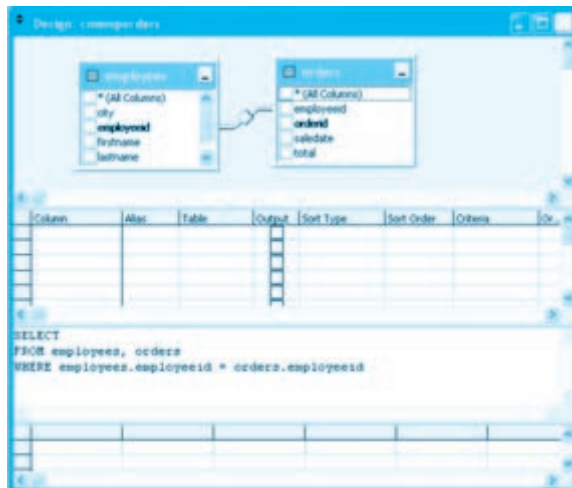 Design:
employees
* (All Columns)
city
employeeid
firstname
lastname
orders
* (All Columns)
employeeid
orderid
saledate
total
Column Alias Table Output Sort Type Sort Order Criteria Or...
SELECT
FROM employees, orders
WHERE employees.employeeid = orders.employeeid